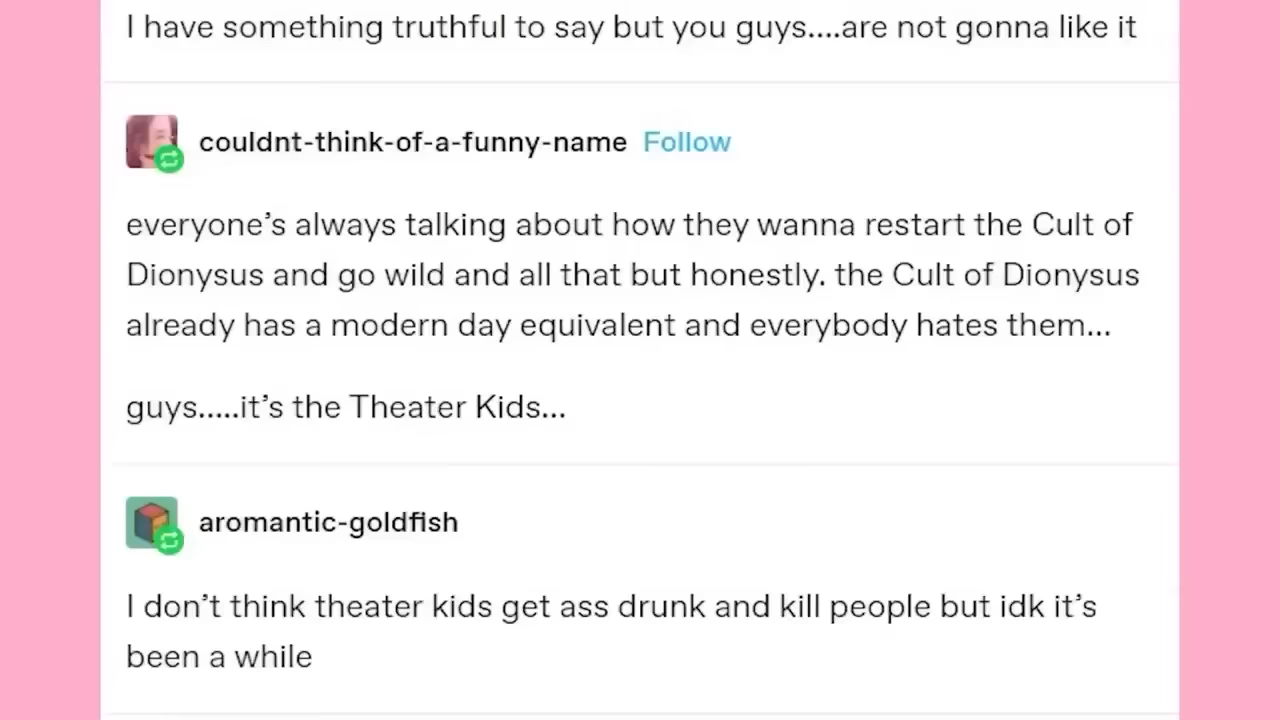 I have something truthful to say but you guys....are not gonna like it
couldnt-think-of-a-funny-name Follow
everyone’s always talking about how they wanna restart the Cult of
Dionysus and go wild and all that but honestly. the Cult of Dionysus
already has a modern day equivalent and everybody hates them...
guys.....it’s the Theater Kids...
aromantic-goldfish
I don’t think theater kids get ass drunk and kill people but idk it’s
been a while